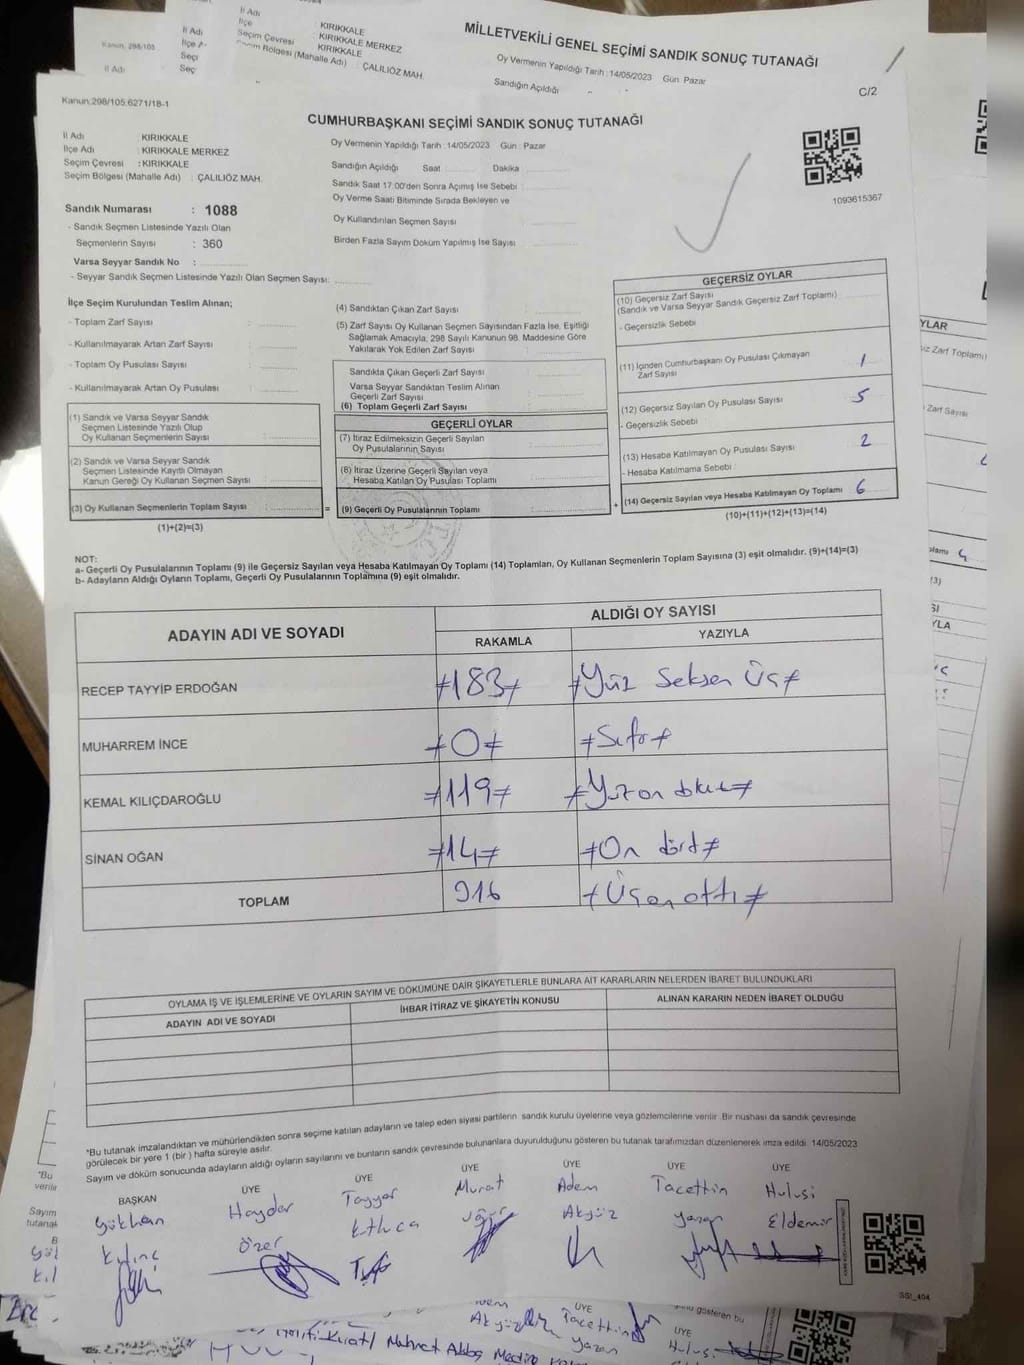 MİLLETVEKİLİ GENEL SEÇİMİ SANDIK SONUÇ TUTANAĞI
Oy Vermenin Yapıldığı Tarih :14/05/2023 Gün: Pazar
Sandığın Açıldığı
İl Adı
İlçe
Seçim Çevresi
KIRIKKALE
KIRIKKALE MERKEZ
KIRIKKALE
Bölgesi (Mahalle Adı) : ÇALILIÖZ MAH.
C/2
Kanun:298/105;6271/18-1
CUMHURBAŞKANI SEÇİMİ SANDIK SONUÇ TUTANAĞI
İl Adı : KIRIKKALE
İlçe Adı : KIRIKKALE MERKEZ
Seçim Çevresi : KIRIKKALE
Seçim Bölgesi (Mahalle Adı) : ÇALILIÖZ MAH.
Sandık Numarası : 1088
- Sandık Seçmen Listesinde Yazılı Olan
Seçmenlerin Sayısı : 360
Varsa Seyyar Sandık No :
- Seyyar Sandık Seçmen Listesinde Yazılı Olan Seçmen Sayısı:
Oy Vermenin Yapıldığı Tarih :14/05/2023 Gün : Pazar
Sandığın Açıldığı Saat Dakika
Sandık Saat 17:00'den Sonra Açımış İse Sebebi :
Oy Verme Saati Bitiminde Sırada Bekleyen ve
Oy Kullandırılan Seçmen Sayısı
Birden Fazla Sayım Döküm Yapılmış İse Sayısı
1093615367
İlçe Seçim Kurulundan Teslim Alınan;
- Toplam Zarf Sayısı :
- Kullanılmayarak Artan Zarf Sayısı :
- Toplam Oy Pusulası Sayısı :
- Kullanılmayarak Artan Oy Pusulası :
(1) Sandık ve Varsa Seyyar Sandık
Seçmen Listesinde Yazılı Olup
Oy Kullanan Seçmenlerin Sayısı :
(2) Sandık ve Varsa Seyyar Sandık
Seçmen Listesinde Kayıtlı Olmayan
Kanun Gereği Oy Kullanan Seçmen Sayısı :
(3) Oy Kullanan Seçmenlerin Toplam Sayısı : =
(1)+(2)=(3)
(4) Sandıktan Çıkan Zarf Sayısı :
(5) Zarf Sayısı Oy Kullanan Seçmen Sayısından Fazla İse, Eşitliği
Sağlamak Amacıyla, 298 Sayılı Kanunun 98. Maddesine Göre
Yakılarak Yok Edilen Zarf Sayısı :
Sandıkta Çıkan Geçerli Zarf Sayısı :
Varsa Seyyar Sandıktan Teslim Alınan
Geçerli Zarf Sayısı :
(6) Toplam Geçerli Zarf Sayısı :
GEÇERLİ OYLAR
(7) İtiraz Edilmeksizin Geçerli Sayılan
Oy Pusulalarının Sayısı :
(8) İtiraz Üzerine Geçerli Sayılan veya
Hesaba Katılan Oy Pusulası Toplamı :
(9) Geçerli Oy Pusulalarının Toplamı : +
GEÇERSİZ OYLAR
(10) Geçersiz Zarf Sayısı
(Sandık ve Varsa Seyyar Sandık Geçersiz Zarf Toplamı) :
- Geçersizlik Sebebi :
(11) İçinden Cumhurbaşkanı Oy Pusulası Çıkmayan
Zarf Sayısı : 1
(12) Geçersiz Sayılan Oy Pusulası Sayısı : 5
- Geçersizlik Sebebi :
(13) Hesaba Katılmayan Oy Pusulası Sayısı : 2
- Hesaba Katılmama Sebebi :
(14) Geçersiz Sayılan veya Hesaba Katılmayan Oy Toplamı : 6
(10)+(11)+(12)+(13)=(14)
NOT:
a- Geçerli Oy Pusulalarının Toplamı (9) ile Geçersiz Sayılan veya Hesaba Katılmayan Oy Toplamı (14) Toplamları, Oy Kullanan Seçmenlerin Toplam Sayısına (3) eşit olmalıdır. (9)+(14)=(3)
b- Adayların Aldığı Oyların Toplamı, Geçerli Oy Pusulalarının Toplamına (9) eşit olmalıdır.
ADAYIN ADI VE SOYADI
ALDIĞI OY SAYISI
RAKAMLA YAZIYLA
RECEP TAYYİP ERDOĞAN ≠183≠ ≠Yüz Seksen Üç≠
MUHARREM İNCE ≠0≠ ≠Sıfır≠
KEMAL KILIÇDAROĞLU ≠119≠ ≠Yüz on dokuz≠
SİNAN OĞAN ≠14≠ ≠On dört≠
TOPLAM 316 ≠Üç on altı≠
OYLAMA İŞ VE İŞLEMLERİNE VE OYLARIN SAYIM VE DÖKÜMÜNE DAİR ŞİKAYETLERLE BUNLARA AİT KARARLARIN NELERDEN İBARET BULUNDUKLARI
ADAYIN ADI VE SOYADI İHBAR İTİRAZ VE ŞİKAYETİN KONUSU ALINAN KARARIN NEDEN İBARET OLDUĞU
*Bu tutanak imzalandıktan ve mühürlendikten sonra seçime katılan adayların ve talep eden siyasi partilerin sandık kurulu üyelerine veya gözlemcilerine verilir. Bir nushası da sandık çevresinde
görülecek bir yere 1 (bir) hafta süreyle asılır.
Sayım ve döküm sonucunda adayların aldığı oyların sayılarını ve bunların sandık çevresinde bulunanlara duyurulduğunu gösteren bu tutanak tarafımızdan düzenlenerek imza edildi. 14/05/2023
BAŞKAN ÜYE ÜYE ÜYE ÜYE ÜYE ÜYE
Gökhan Haydar Tayyar Murat Adem Tacettin Hulusi
Kılınç Özer Akgüz Yazar Eldemir
SSI_404